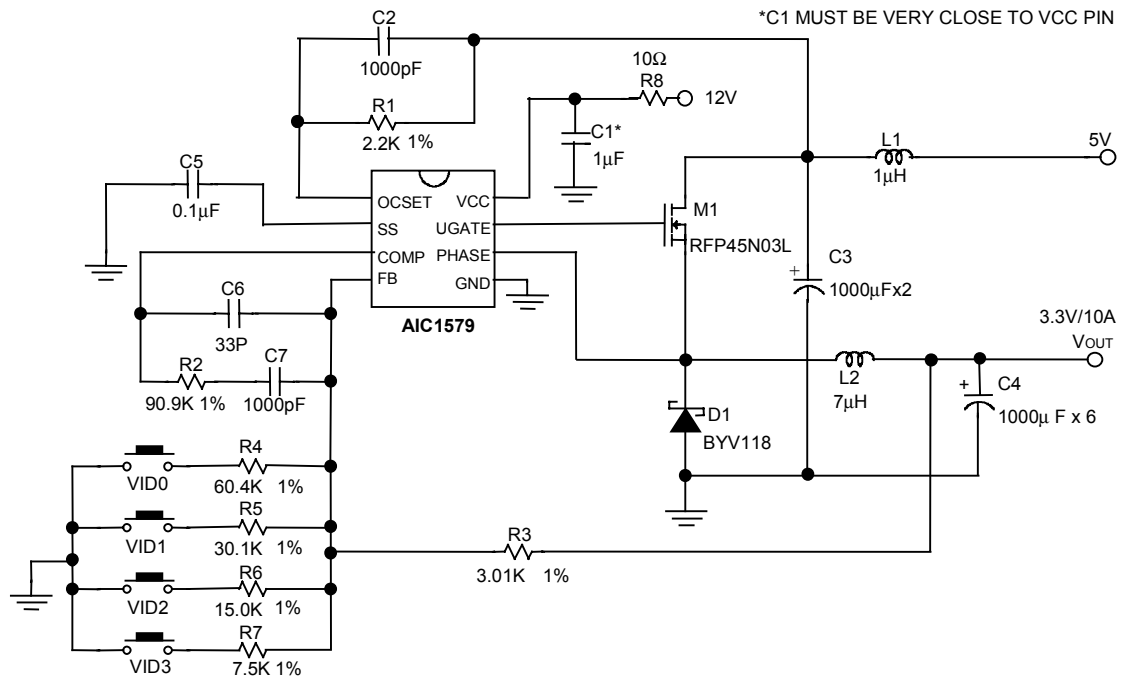 *C1 MUST BE VERY CLOSE TO VCC PIN
C2
1000pF
10Ω
R8
12V
R1
2.2K 1%
C1*
1μF
L1
1μH
5V
C5
0.1μF
OCSET
SS
COMP
FB
VCC
UGATE
PHASE
GND
AIC1579
M1
RFP45N03L
C3
+
1000μFx2
C6
33P
R2
90.9K 1%
C7
1000pF
3.3V/10A
VOUT
L2
7μH
+
C4
1000μ F x 6
D1
BYV118
VID0
R4
60.4K 1%
VID1
R5
30.1K 1%
VID2
R6
15.0K 1%
VID3
R7
7.5K 1%
R3
3.01K 1%